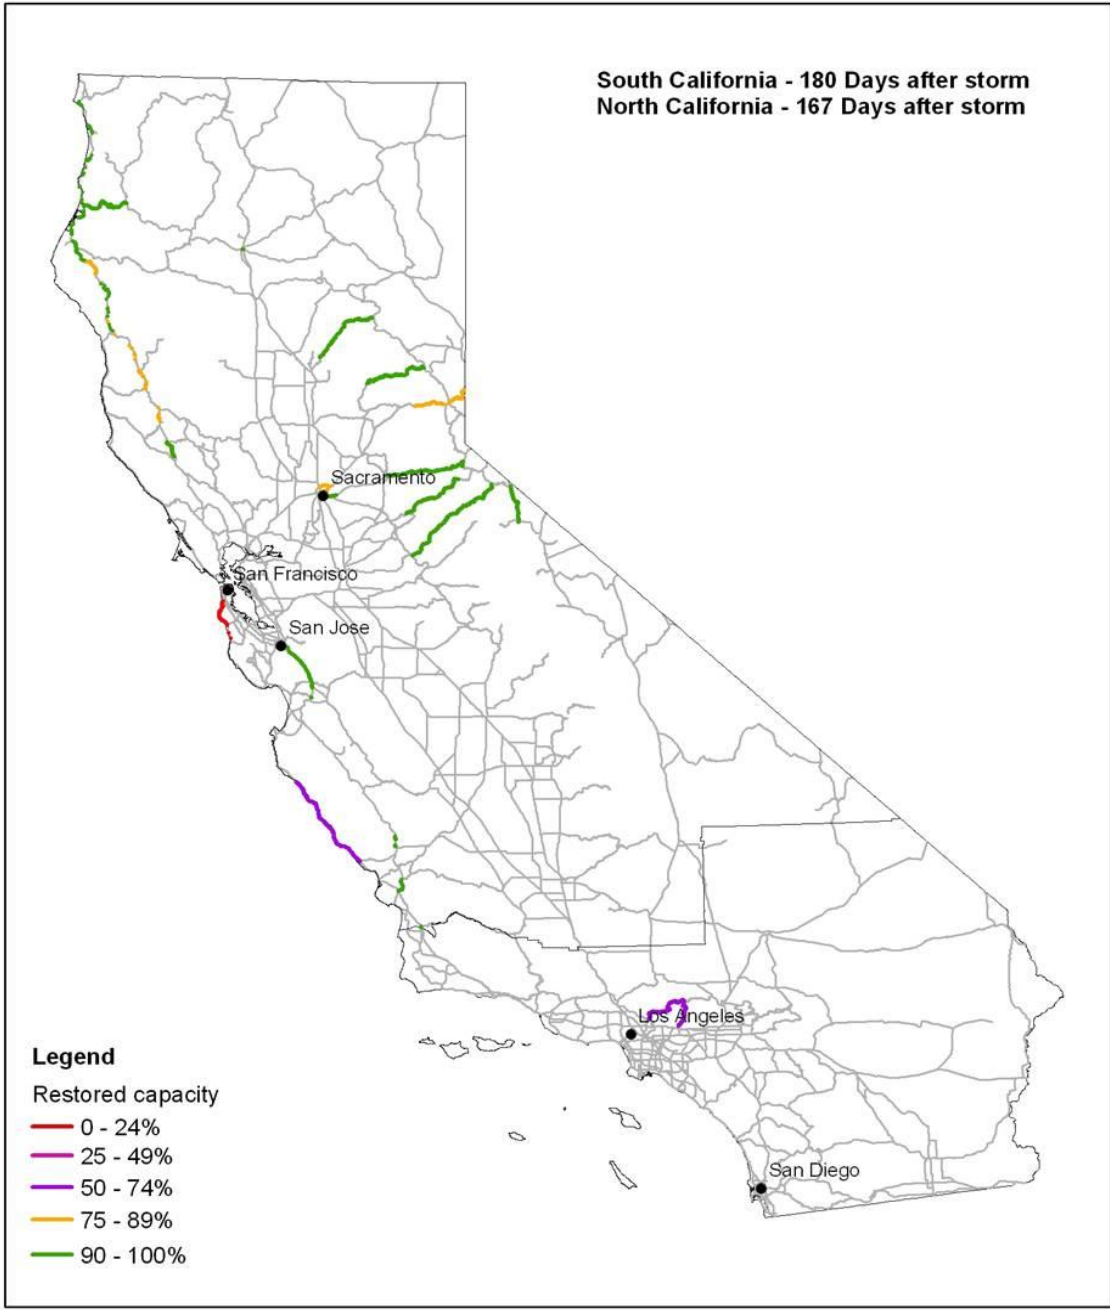 South California - 180 Days after storm
North California - 167 Days after storm
Sacramento
San Francisco
San Jose
Los Angeles
San Diego
Legend
Restored capacity
0 - 24%
25 - 49%
50 - 74%
75 - 89%
90 - 100%